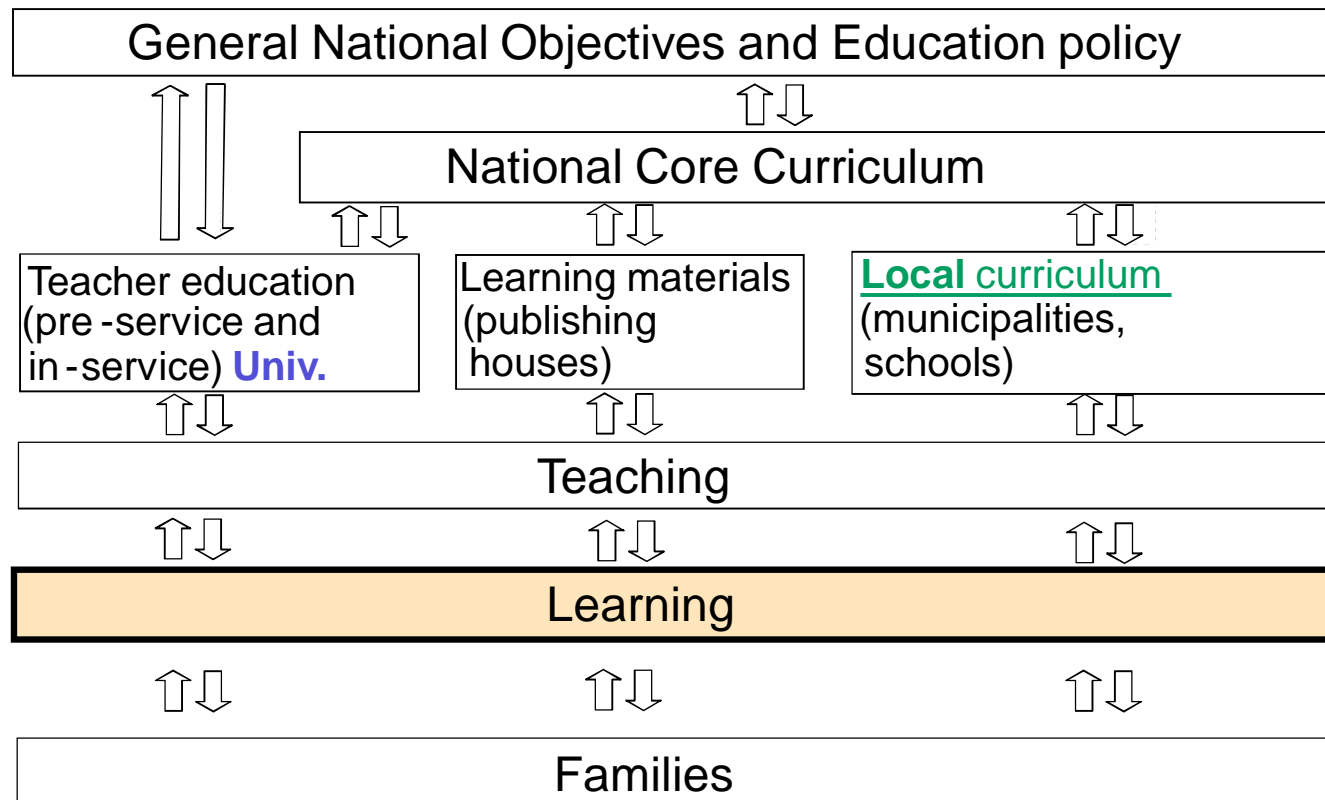 General National Objectives and Education policy
National Core Curriculum
Teacher education
(pre-service and
in-service) Univ.
Learning materials
(publishing
houses)
Local curriculum
(municipalities,
schools)
Teaching
Learning
Families